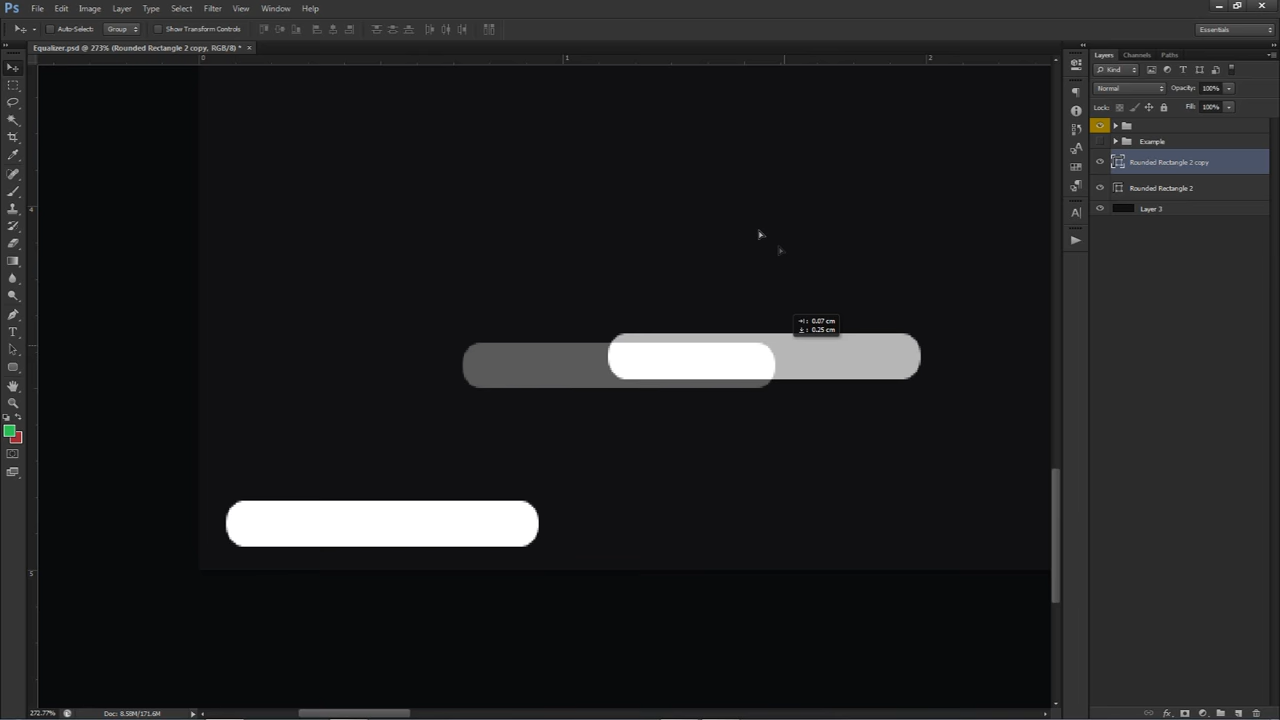 Ps File Edit Image Layer Type Select Filter View Window Help
Auto-Select: Group Show Transform Controls Essentials
Equalizer.psd @ 273% (Rounded Rectangle 2 copy, RGB/8) * ×
0 1 2
4
5
Layers Channels Paths
Kind
Normal Opacity: 100%
Lock: Fill: 100%
Example
Rounded Rectangle 2 copy
Rounded Rectangle 2
Layer 3
: 0.07 cm
: 0.25 cm
272.77% Doc: 8.58M/171.6M